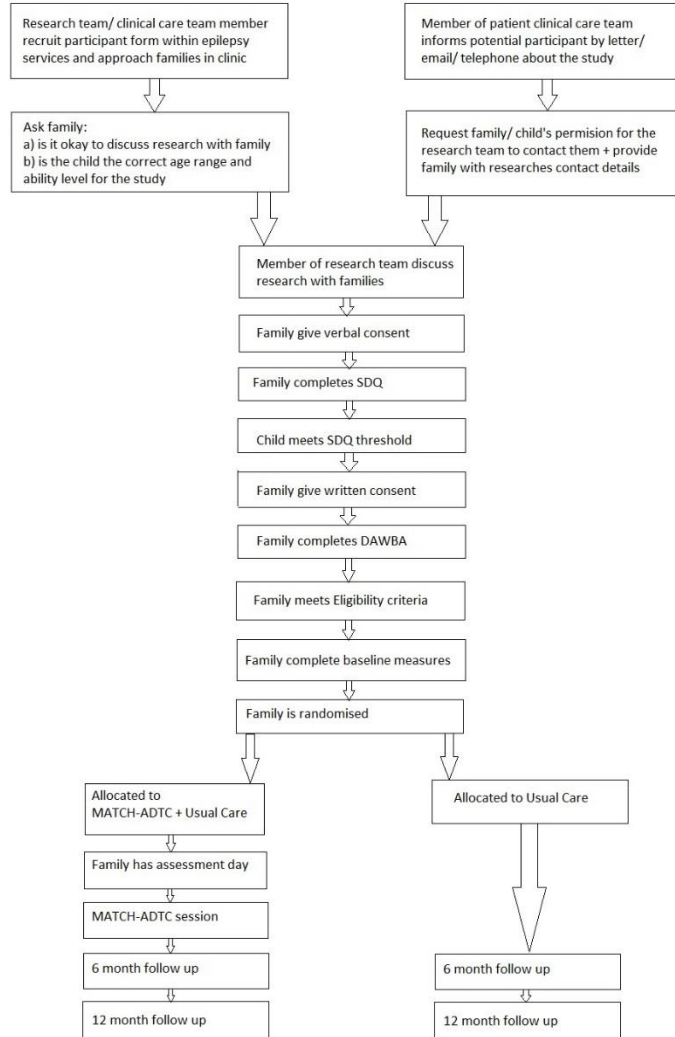 Research team/ clinical care team member
recruit participant form within epilepsy
services and approach families in clinic
Member of patient clinical care team
informs potential participant by letter/
email/ telephone about the study
Ask family:
a) is it okay to discuss research with family
b) is the child the correct age range and
ability level for the study
Request family/ child's permision for the
research team to contact them + provide
family with researches contact details
Member of research team discuss
research with families
Family give verbal consent
Family completes SDQ
Child meets SDQ threshold
Family give written consent
Family completes DAWBA
Family meets Eligibility criteria
Family complete baseline measures
Family is randomised
Allocated to
MATCH-ADTC + Usual Care
Allocated to Usual Care
Family has assessment day
MATCH-ADTC session
6 month follow up
6 month follow up
12 month follow up
12 month follow up